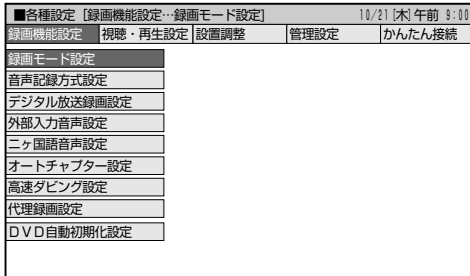 ■各種設定［録画機能設定…録画モード設定］ 10/21[木]午前 9:00
録画機能設定 視聴・再生設定 設置調整 管理設定 かんたん接続
録画モード設定
音声記録方式設定
デジタル放送録画設定
外部入力音声設定
二ヶ国語音声設定
オートチャプター設定
高速ダビング設定
代理録画設定
ＤＶＤ自動初期化設定